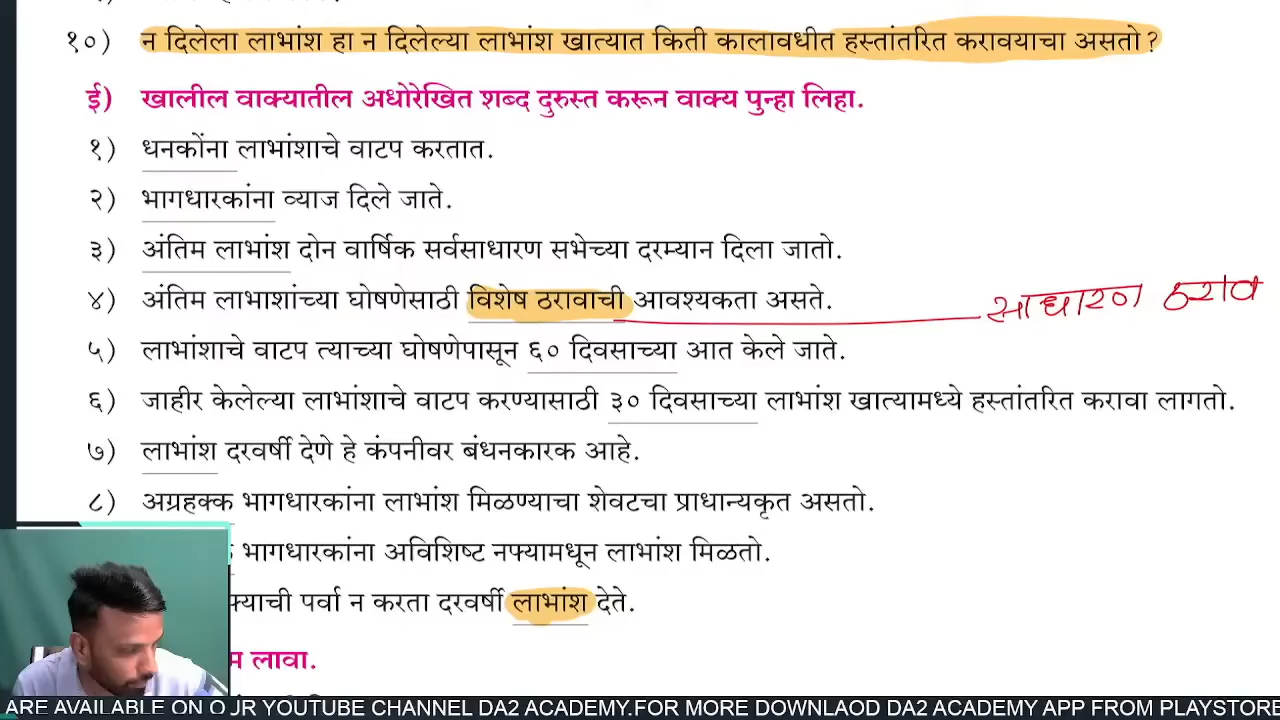 १०) न दिलेला लाभांश हा न दिलेल्या लाभांश खात्यात किती कालावधीत हस्तांतरित करावयाचा असतो?
ई) खालील वाक्यातील अधोरेखित शब्द दुरुस्त करून वाक्य पुन्हा लिहा.
१) धनकोंना लाभांशाचे वाटप करतात.
२) भागधारकांना व्याज दिले जाते.
३) अंतिम लाभांश दोन वार्षिक सर्वसाधारण सभेच्या दरम्यान दिला जातो.
४) अंतिम लाभाशांच्या घोषणेसाठी विशेष ठरावाची आवश्यकता असते. साधारण ठराव
५) लाभांशाचे वाटप त्याच्या घोषणेपासून ६० दिवसाच्या आत केले जाते.
६) जाहीर केलेल्या लाभांशाचे वाटप करण्यासाठी ३० दिवसाच्या लाभांश खात्यामध्ये हस्तांतरित करावा लागतो.
७) लाभांश दरवर्षी देणे हे कंपनीवर बंधनकारक आहे.
८) अग्रहक्क भागधारकांना लाभांश मिळण्याचा शेवटचा प्राधान्यकृत असतो.
भागधारकांना अविशिष्ट नफ्यामधून लाभांश मिळतो.
पर्वा न करता दरवर्षी लाभांश देते.
लावा.
ARE AVAILABLE ON OJR YOUTUBE CHANNEL DA2 ACADEMY.FOR MORE DOWNLAOD DA2 ACADEMY APP FROM PLAYSTORE